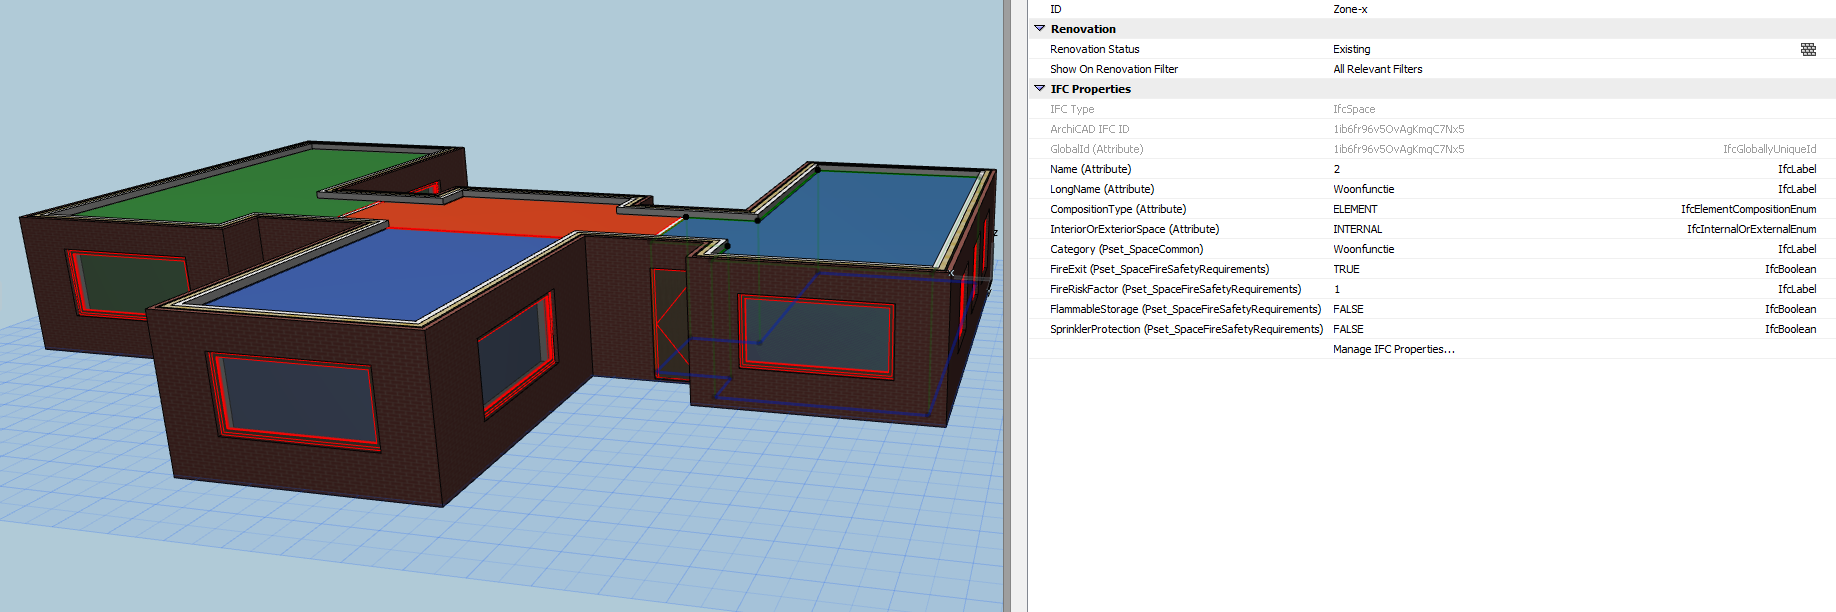 ID Zone-x
Renovation
Renovation Status Existing
Show On Renovation Filter All Relevant Filters
IFC Properties
IFC Type IfcSpace
ArchiCAD IFC ID 1ib6fr96v5OvAgKmqC7Nx5
GlobalId (Attribute) 1ib6fr96v5OvAgKmqC7Nx5 IfcGloballyUniqueId
Name (Attribute) 2 IfcLabel
LongName (Attribute) Woonfunctie IfcLabel
CompositionType (Attribute) ELEMENT IfcElementCompositionEnum
InteriorOrExteriorSpace (Attribute) INTERNAL IfcInternalOrExternalEnum
Category (Pset_SpaceCommon) Woonfunctie IfcLabel
FireExit (Pset_SpaceFireSafetyRequirements) TRUE IfcBoolean
FireRiskFactor (Pset_SpaceFireSafetyRequirements) 1 IfcLabel
FlammableStorage (Pset_SpaceFireSafetyRequirements) FALSE IfcBoolean
SprinklerProtection (Pset_SpaceFireSafetyRequirements) FALSE IfcBoolean
Manage IFC Properties...
z